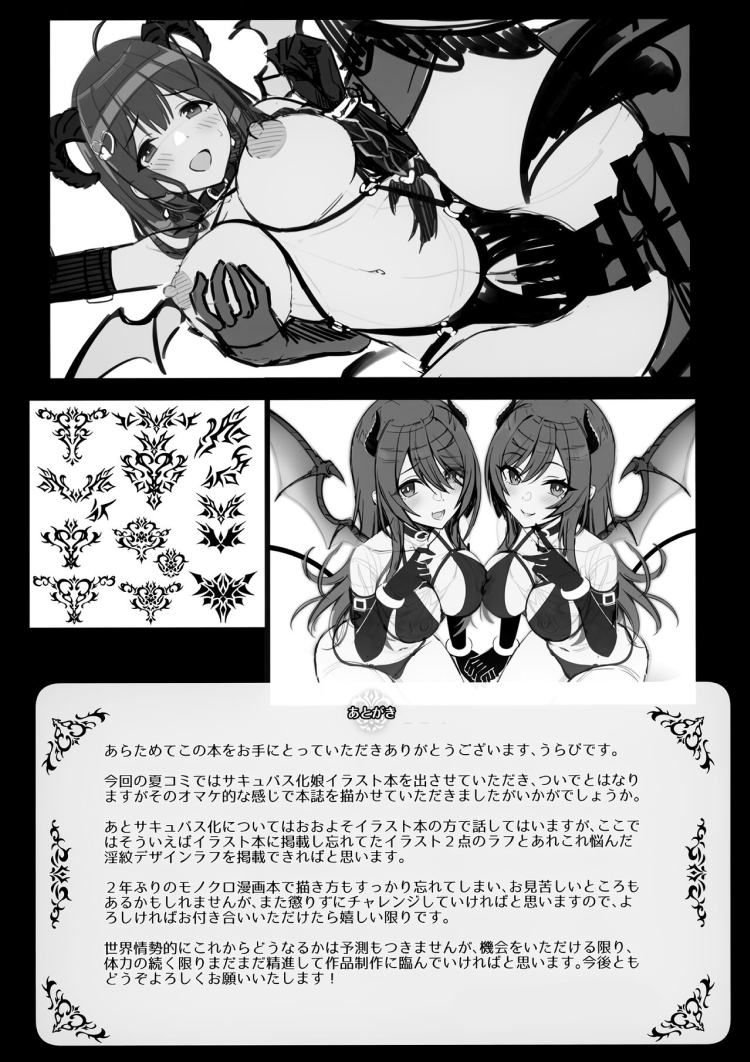 あとがき
あらためてこの本をお手にとっていただきありがとうございます、うらびです。
今回の夏コミではサキュバス化娘イラスト本を出させていただき、ついでとはなり
ますがそのオマケ的な感じで本誌を描かせていただきましたがいかがでしょうか。
あとサキュバス化についてはおおよそイラスト本の方で話してはいますが、ここで
はそういえばイラスト本に掲載し忘れてたイラスト２点のラフとあれこれ悩んだ
淫紋デザインラフを掲載できればと思います。
２年ぶりのモノクロ漫画本で描き方もすっかり忘れてしまい、お見苦しいところも
あるかもしれませんが、また懲りずにチャレンジしていければと思いますので、よ
ろしければお付き合いいただけたら嬉しい限りです。
世界情勢的にこれからどうなるかは予測もつきませんが、機会をいただける限り、
体力の続く限りまだまだ精進して作品制作に臨んでいければと思います。今後とも
どうぞよろしくお願いいたします！